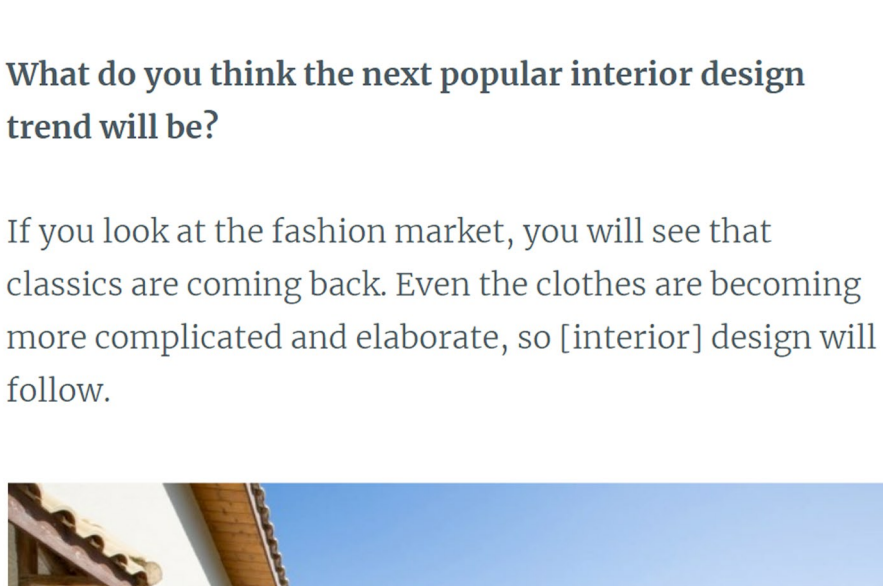 What do you think the next popular interior design
trend will be?
If you look at the fashion market, you will see that
classics are coming back. Even the clothes are becoming
more complicated and elaborate, so [interior] design will
follow.